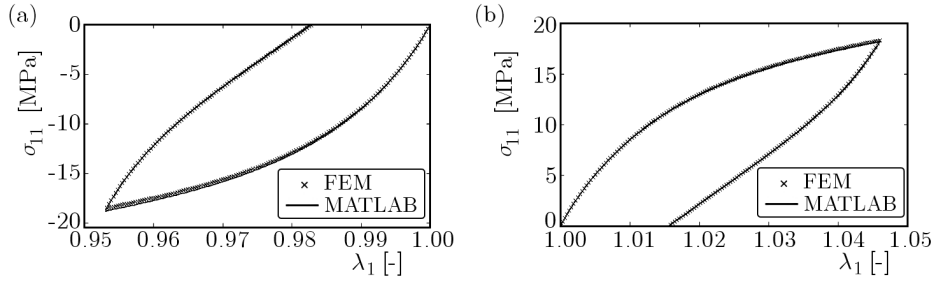 (a)
0
-5
-10
-15
-20
σ11 [MPa]
× FEM
MATLAB
0.95 0.96 0.97 0.98 0.99 1.00
λ1 [-]
(b)
20
15
10
5
0
σ11 [MPa]
× FEM
MATLAB
1.00 1.01 1.02 1.03 1.04 1.05
λ1 [-]